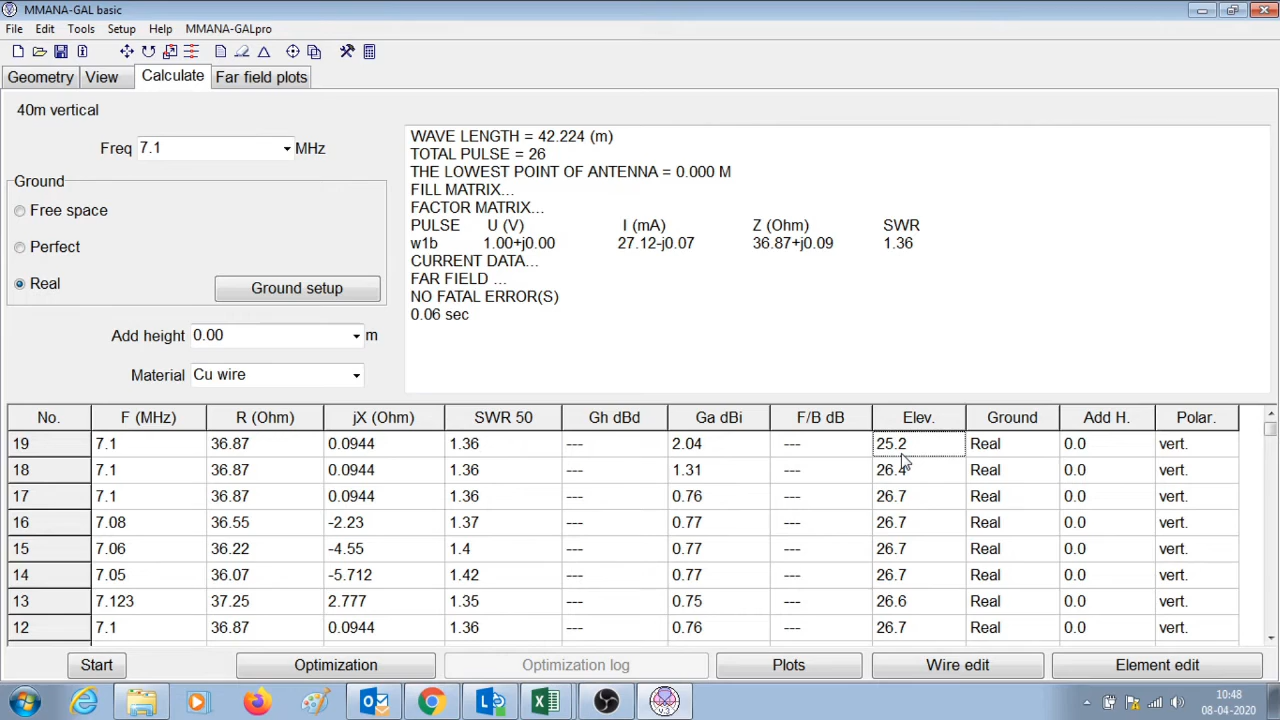 MMANA-GAL basic
File Edit Tools Setup Help MMANA-GALpro
Geometry View Calculate Far field plots
40m vertical
Freq 7.1 MHz
Ground
Free space
Perfect
Real Ground setup
Add height 0.00 m
Material Cu wire
WAVE LENGTH = 42.224 (m)
TOTAL PULSE = 26
THE LOWEST POINT OF ANTENNA = 0.000 M
FILL MATRIX...
FACTOR MATRIX...
PULSE U (V) I (mA) Z (Ohm) SWR
w1b 1.00+j0.00 27.12-j0.07 36.87+j0.09 1.36
CURRENT DATA...
FAR FIELD ...
NO FATAL ERROR(S)
0.06 sec
No. F (MHz) R (Ohm) jX (Ohm) SWR 50 Gh dBd Ga dBi F/B dB Elev. Ground Add H. Polar.
19 7.1 36.87 0.0944 1.36 --- 2.04 --- 25.2 Real 0.0 vert.
18 7.1 36.87 0.0944 1.36 --- 1.31 --- 26.4 Real 0.0 vert.
17 7.1 36.87 0.0944 1.36 --- 0.76 --- 26.7 Real 0.0 vert.
16 7.08 36.55 -2.23 1.37 --- 0.77 --- 26.7 Real 0.0 vert.
15 7.06 36.22 -4.55 1.4 --- 0.77 --- 26.7 Real 0.0 vert.
14 7.05 36.07 -5.712 1.42 --- 0.77 --- 26.7 Real 0.0 vert.
13 7.123 37.25 2.777 1.35 --- 0.75 --- 26.6 Real 0.0 vert.
12 7.1 36.87 0.0944 1.36 --- 0.76 --- 26.7 Real 0.0 vert.
Start Optimization Optimization log Plots Wire edit Element edit
10:48
08-04-2020